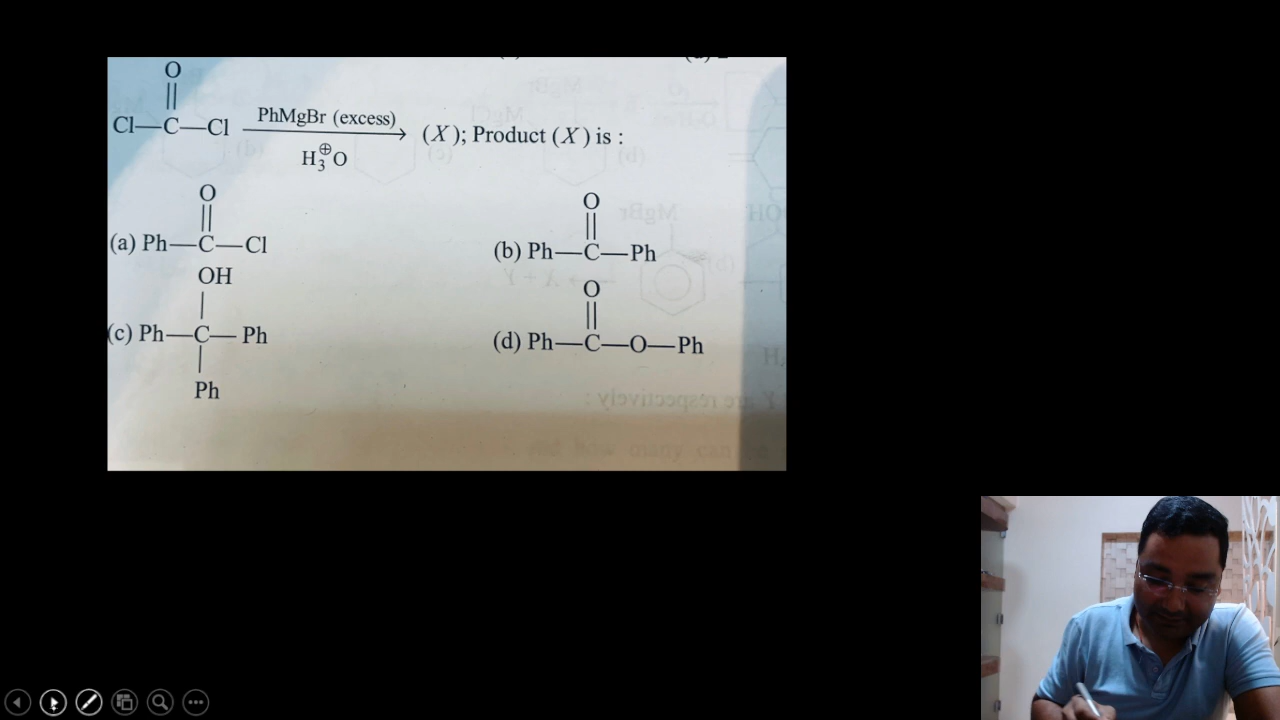 O
||
Cl—C—Cl
PhMgBr (excess)
H₃⊕O
(X); Product (X) is :
O
||
(a) Ph—C—Cl
O
||
(b) Ph—C—Ph
OH
|
(c) Ph—C—Ph
|
Ph
O
||
(d) Ph—C—O—Ph